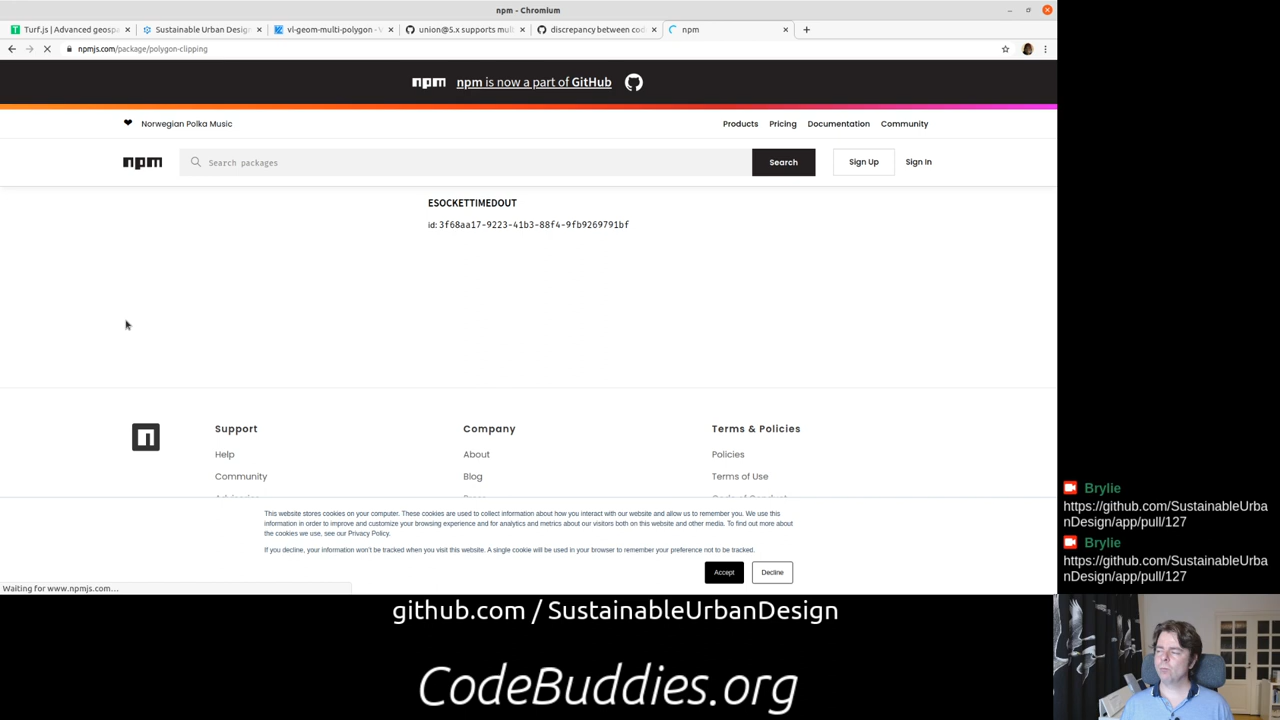 npm - Chromium
Turf.js | Advanced geosp
Sustainable Urban Desig
vl-geom-multi-polygon - V
union@5.x supports mul
discrepancy between cod
npm
npmjs.com/package/polygon-clipping
npm
npm is now a part of GitHub
❤ Norwegian Polka Music
Products
Pricing
Documentation
Community
npm
Search packages
Search
Sign Up
Sign In
ESOCKETTIMEDOUT
id: 3f68aa17-9223-41b3-88f4-9fb9269791bf
Support
Company
Terms & Policies
Help
About
Policies
Community
Blog
Terms of Use
This website stores cookies on your computer. These cookies are used to collect information about how you interact with our website and allow us to remember you. We use this
information in order to improve and customize your browsing experience and for analytics and metrics about our visitors both on this website and other media. To find out more about
the cookies we use, see our Privacy Policy.
If you decline, your information won't be tracked when you visit this website. A single cookie will be used in your browser to remember your preference not to be tracked.
Accept
Decline
Waiting for www.npmjs.com...
Brylie
https://github.com/SustainableUrba
nDesign/app/pull/127
Brylie
https://github.com/SustainableUrba
nDesign/app/pull/127
github.com / SustainableUrbanDesign
CodeBuddies.org